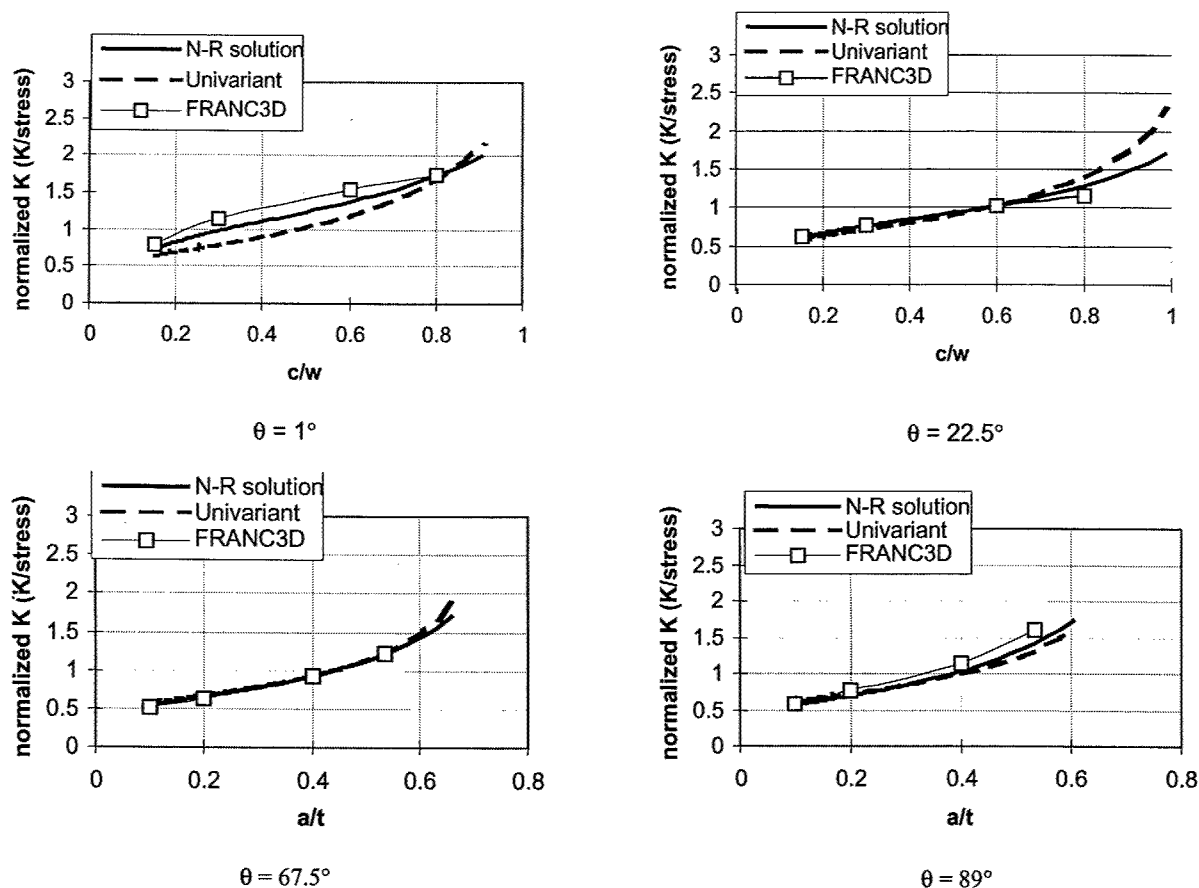 N-R solution
Univariant
FRANC3D
normalized K (K/stress)
3
2.5
2
1.5
1
0.5
0
0 0.2 0.4 0.6 0.8 1
c/w
θ = 1°
N-R solution
Univariant
FRANC3D
normalized K (K/stress)
3
2.5
2
1.5
1
0.5
0
0 0.2 0.4 0.6 0.8 1
c/w
θ = 22.5°
N-R solution
Univariant
FRANC3D
normalized K (K/stress)
3
2.5
2
1.5
1
0.5
0
0 0.2 0.4 0.6 0.8
a/t
θ = 67.5°
N-R solution
Univariant
FRANC3D
normalized K (K/stress)
3
2.5
2
1.5
1
0.5
0
0 0.2 0.4 0.6 0.8
a/t
θ = 89°